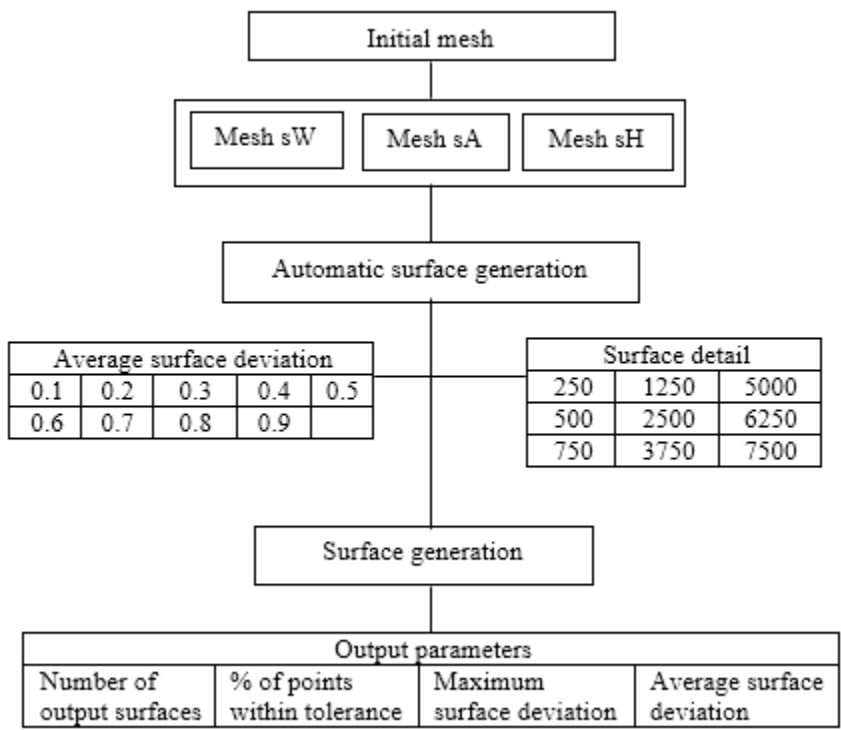 Initial mesh
Mesh sW Mesh sA Mesh sH
Automatic surface generation
Average surface deviation
0.1 0.2 0.3 0.4 0.5
0.6 0.7 0.8 0.9
Surface detail
250 1250 5000
500 2500 6250
750 3750 7500
Surface generation
Output parameters
Number of output surfaces
% of points within tolerance
Maximum surface deviation
Average surface deviation